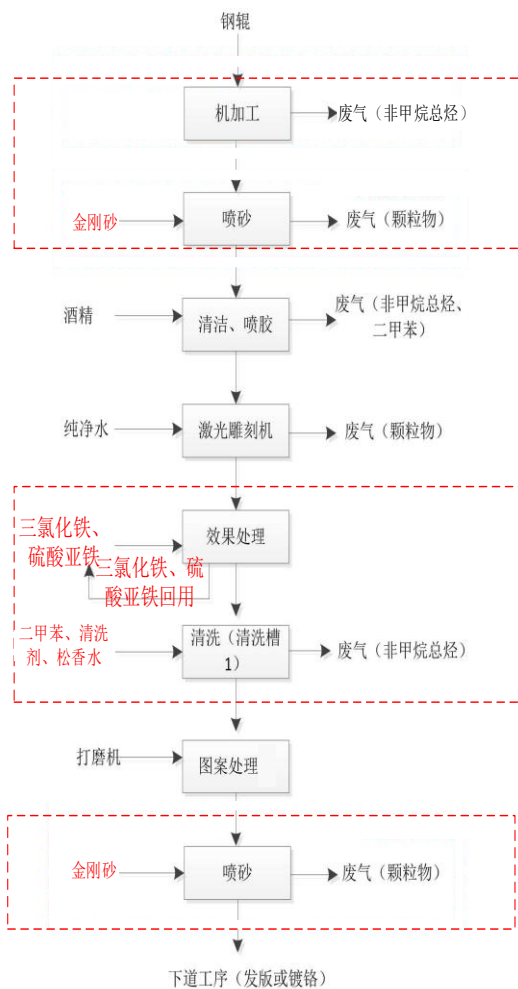 钢辊
机加工
废气（非甲烷总烃）
金刚砂
喷砂
废气（颗粒物）
酒精
清洁、喷胶
废气（非甲烷总烃、
二甲苯）
纯净水
激光雕刻机
废气（颗粒物）
三氯化铁、
硫酸亚铁
效果处理
三氯化铁、硫
酸亚铁回用
二甲苯、清洗
剂、松香水
清洗（清洗槽
1）
废气（非甲烷总烃）
打磨机
图案处理
金刚砂
喷砂
废气（颗粒物）
下道工序（发版或镀铬）